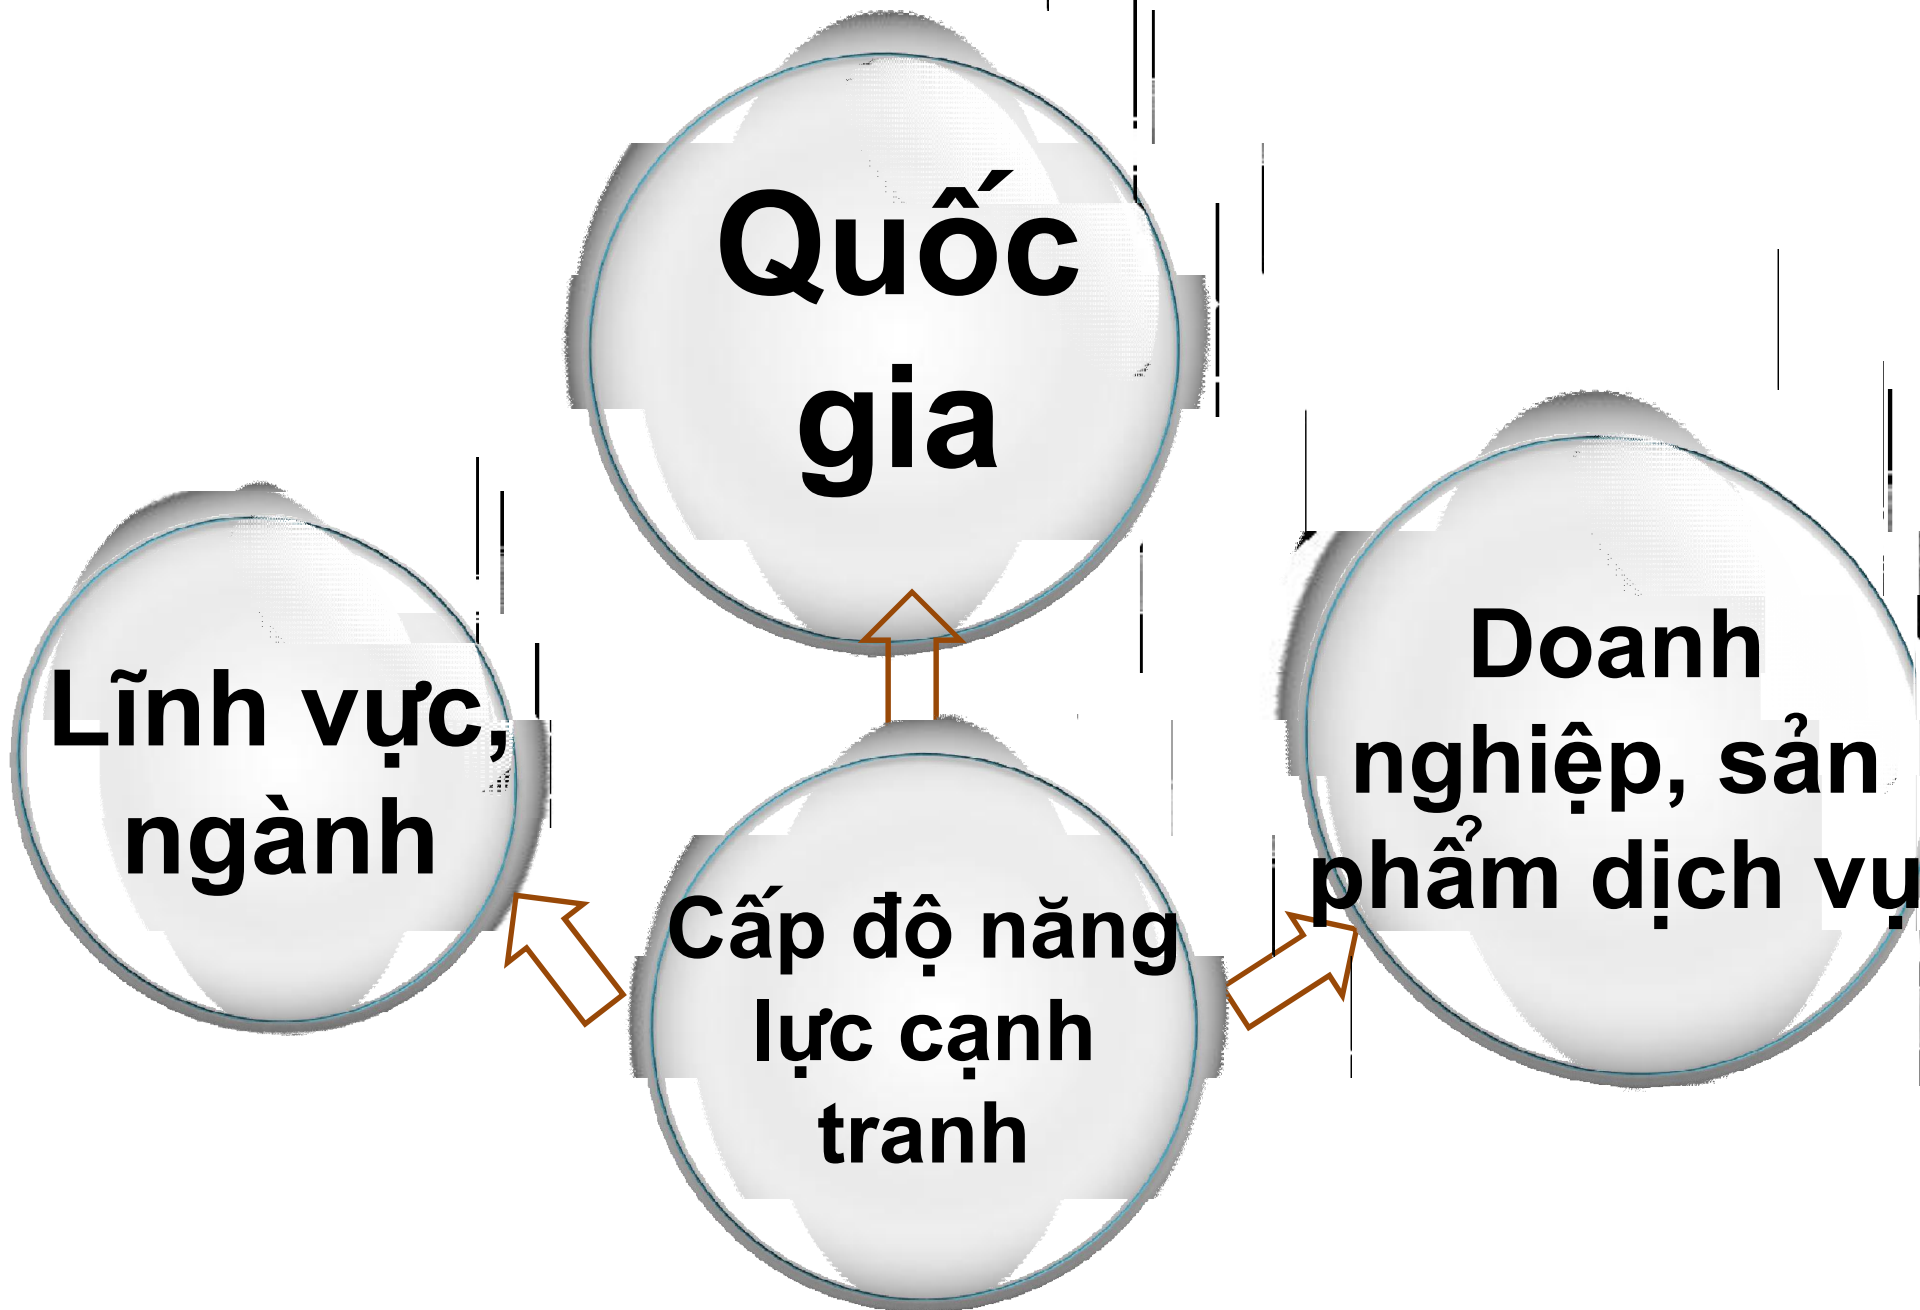 Quốc
gia
Lĩnh vực,
ngành
Doanh
nghiệp, sản
phẩm dịch vụ
Cấp độ năng
lực cạnh
tranh